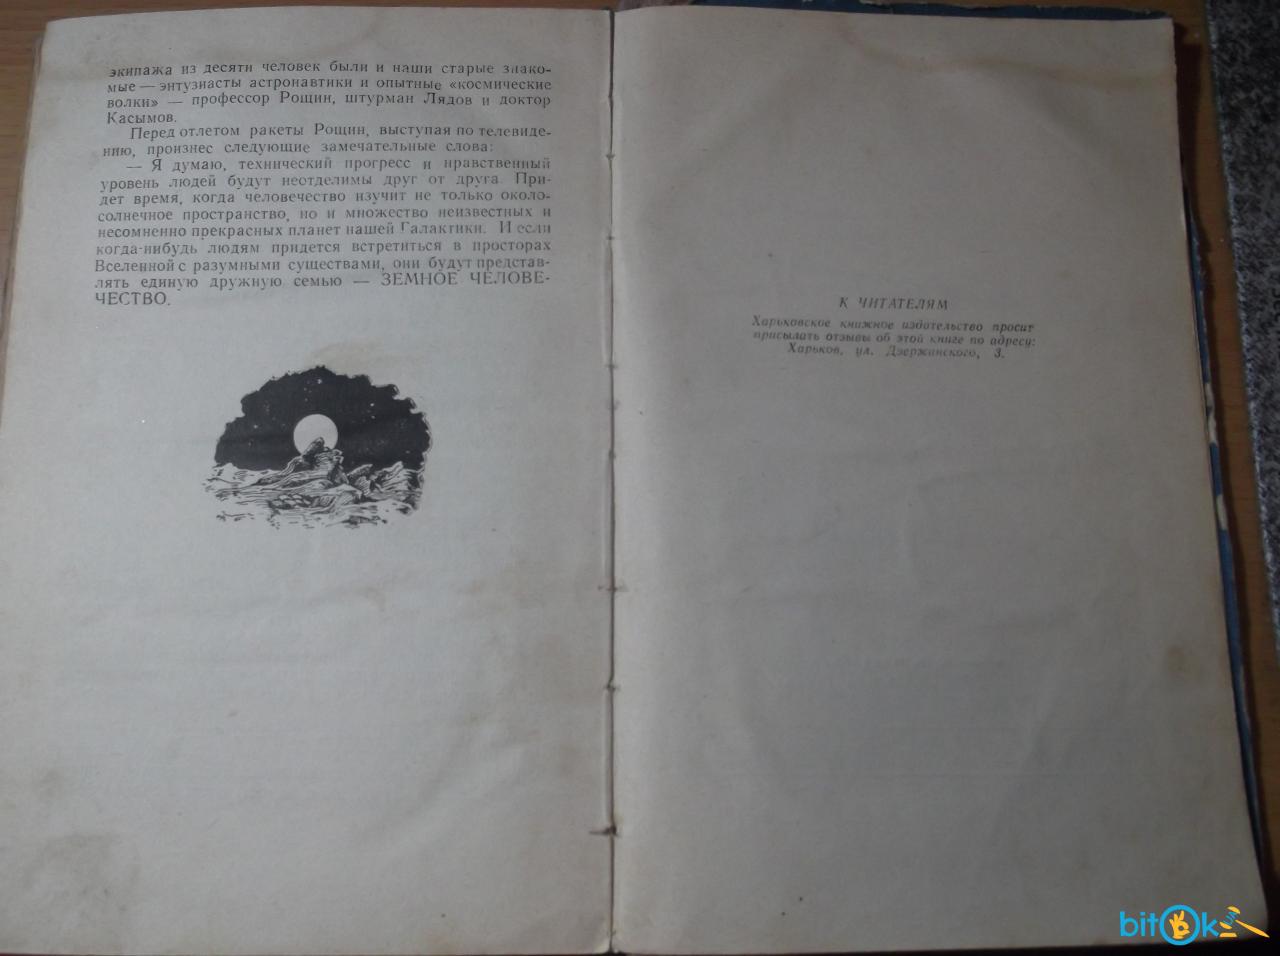 экипажа из десяти человек были и наши старые знако-
мые — энтузиасты астронавтики и опытные «космические
волки» — профессор Рощин, штурман Лядов и доктор
Касымов.
Перед отлетом ракеты Рощин, выступая по телевиде-
нию, произнес следующие замечательные слова:
— Я думаю, технический прогресс и нравственный
уровень людей будут неотделимы друг от друга. При-
дет время, когда человечество изучит не только около-
солнечное пространство, но и множество неизвестных и
несомненно прекрасных планет нашей Галактики. И если
когда-нибудь людям придется встретиться в просторах
Вселенной с разумными существами, они будут представ-
лять единую дружную семью — ЗЕМНОЕ ЧЕЛОВЕ-
ЧЕСТВО.
К ЧИТАТЕЛЯМ
Харьковское книжное издательство просит
присылать отзывы об этой книге по адресу:
Харьков, ул. Дзержинского, 3.
bitok.ua